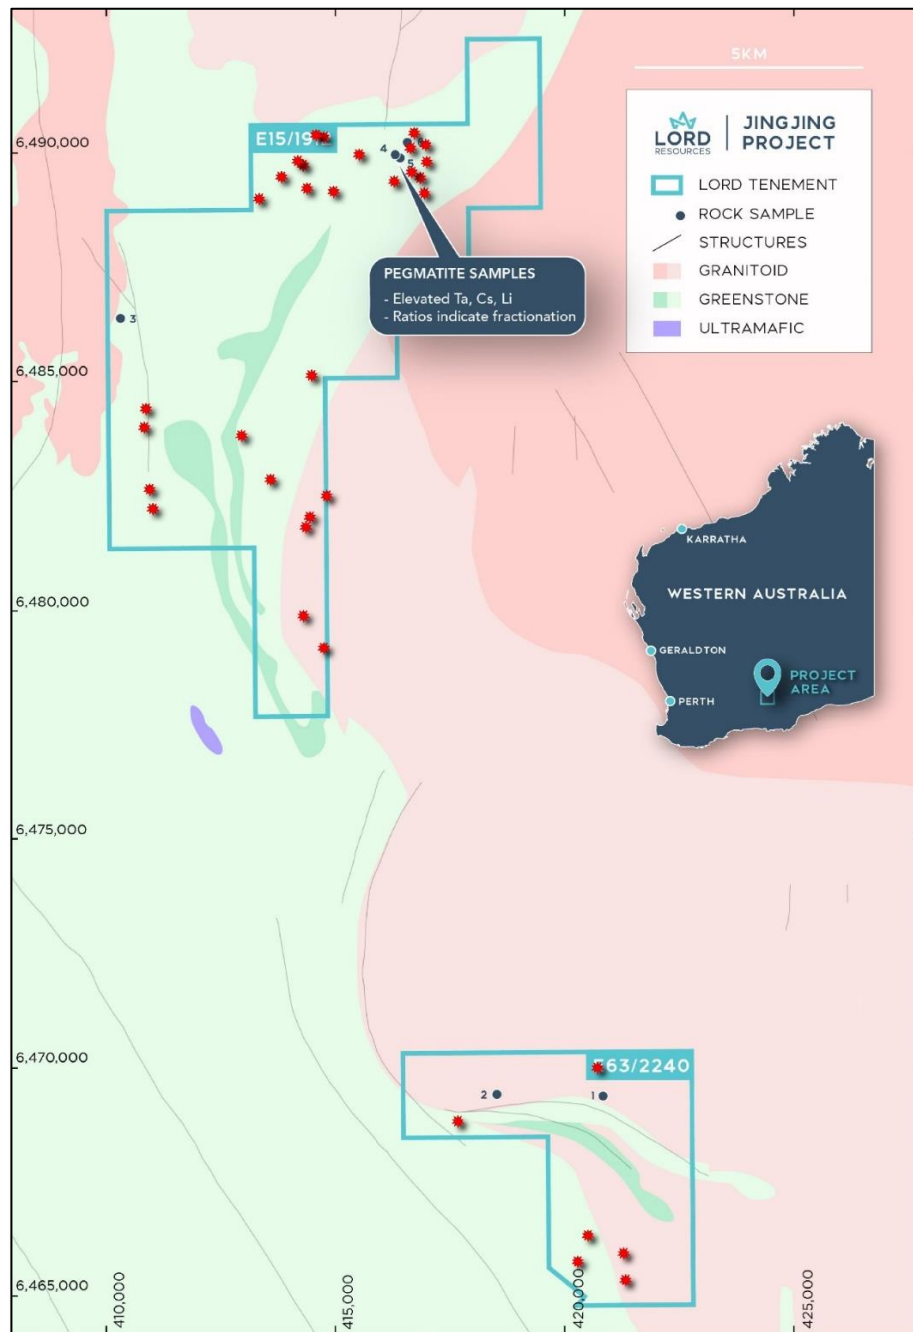 5KM
LORD
RESOURCES
JINGJING
PROJECT
LORD TENEMENT
ROCK SAMPLE
STRUCTURES
GRANITOID
GREENSTONE
ULTRAMAFIC
6,490,000
4
5
PEGMATITE SAMPLES
- Elevated Ta, Cs, Li
- Ratios indicate fractionation
3
6,485,000
KARRATHA
WESTERN AUSTRALIA
6,480,000
GERALDTON
PROJECT
AREA
PERTH
6,475,000
6,470,000
E63/2240
2
1
6,465,000
410,000
415,000
420,000
425,000